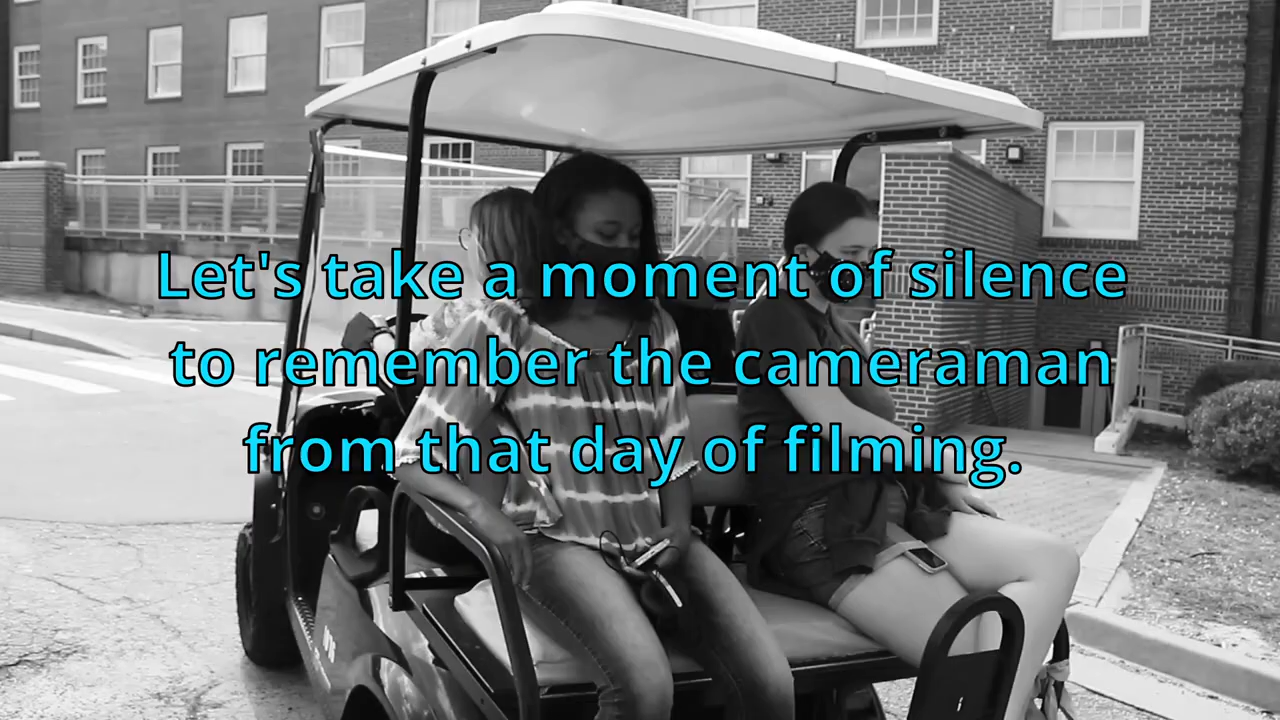 Let's take a moment of silence
to remember the cameraman
from that day of filming.